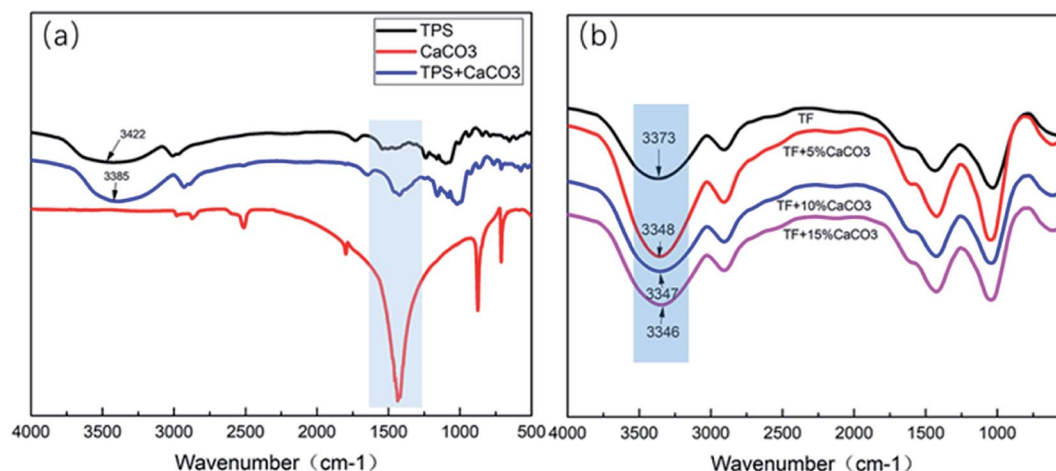 (a)
TPS
CaCO3
TPS+CaCO3
3422
3385
4000 3500 3000 2500 2000 1500 1000 500
Wavenumber（cm-1）
(b)
TF
3373
TF+5%CaCO3
TF+10%CaCO3
3348
TF+15%CaCO3
3347
3346
4000 3500 3000 2500 2000 1500 1000
Wavenumber（cm-1）